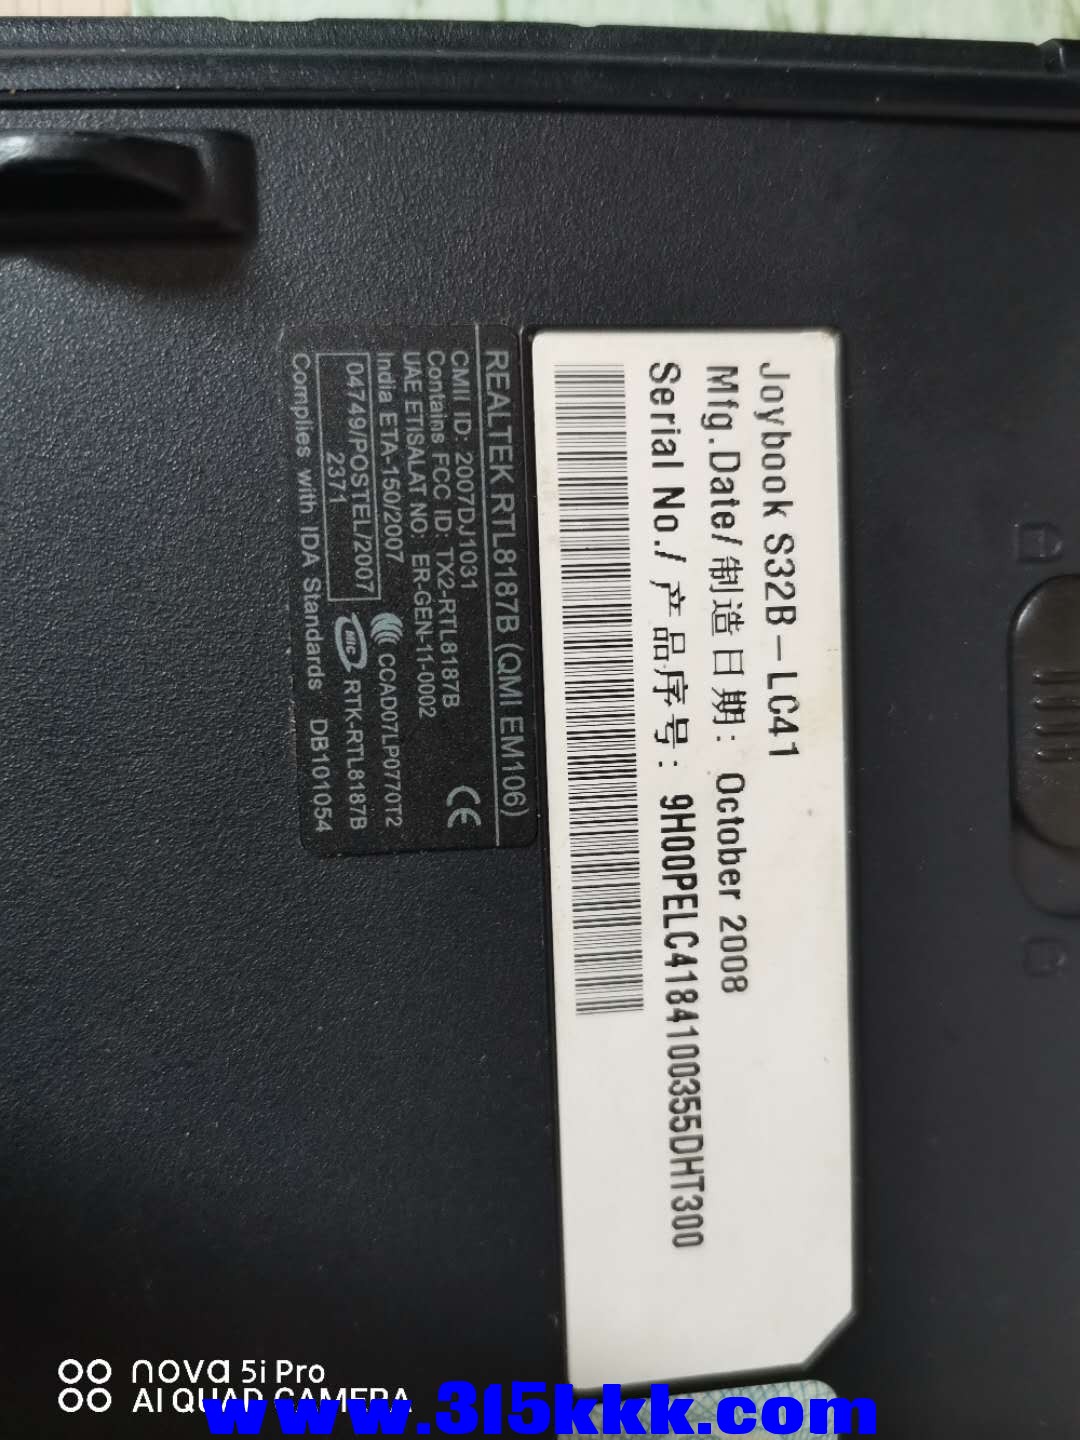 Joybook S32B-LC41
Mfg.Date/制造日期: October 2008
Serial No./产品序号: 9H00PELC4184100355DHT300
REALTEK RTL8187B (QMI EM106)
CMII ID: 2007DJ1031
Contains FCC ID: TX2-RTL8187B
UAE ETISALAT NO: ER-GEN-11-0002
CE
India ETA-150/2007
CCAD07LP0770T2
04749/POSTEL/2007
2371
RTK-RTL8187B
Complies with IDA Standards DB101054
nova 5i Pro
AI QUAD CAMERA
www.315kkk.com